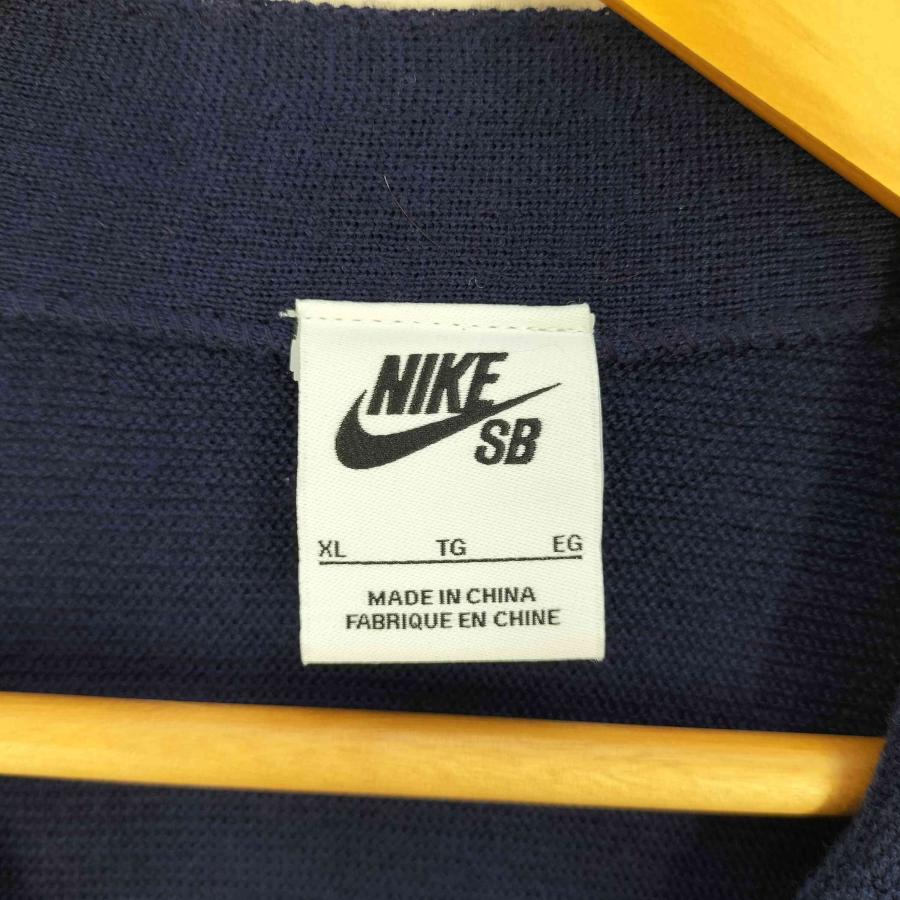 NIKE
SB
XL TG EG
MADE IN CHINA
FABRIQUE EN CHINE